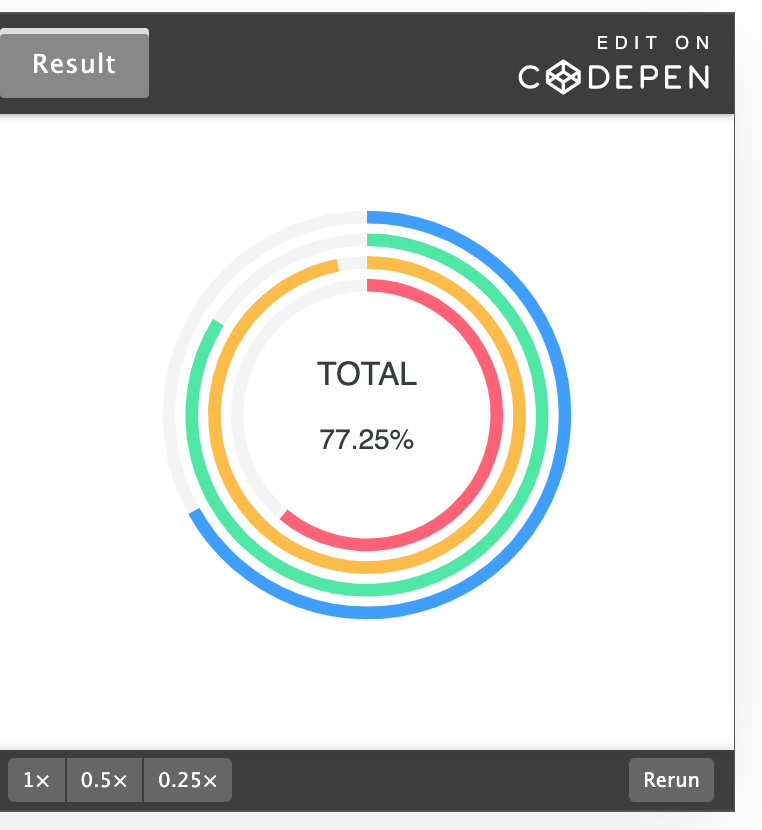 Result
EDIT ON
CODEPEN
TOTAL
77.25%
1× 0.5× 0.25× Rerun